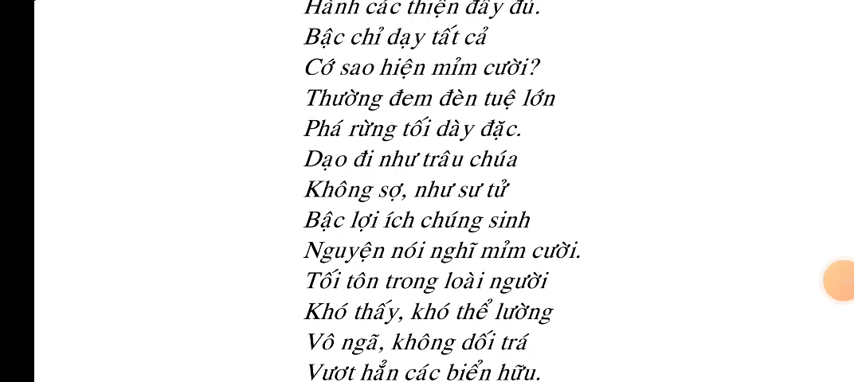 Hành các thiện đầy đủ.
Bậc chỉ dạy tất cả
Cớ sao hiện mỉm cười?
Thường đem đèn tuệ lớn
Phá rừng tối dày đặc.
Dạo đi như trâu chúa
Không sợ, như sư tử
Bậc lợi ích chúng sinh
Nguyện nói nghĩ mỉm cười.
Tối tôn trong loài người
Khó thấy, khó thể lường
Vô ngã, không dối trá
Vượt hẳn các biển hữu.